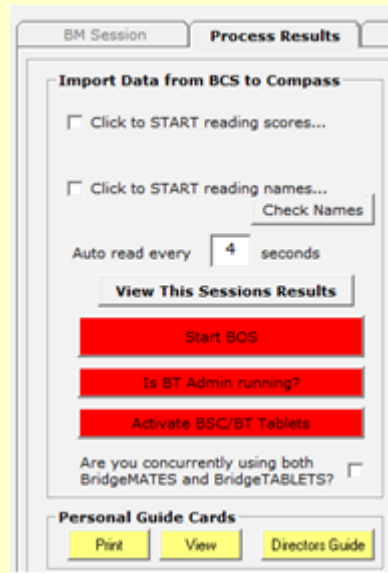 BM Session Process Results
Import Data from BCS to Compass
Click to START reading scores...
Click to START reading names...
Check Names
Auto read every 4 seconds
View This Sessions Results
Start BOS
Is BT Admin running?
Activate BSC/BT Tablets
Are you concurrently using both
BridgeMATES and BridgeTABLETS?
Personal Guide Cards
Print View Directors Guide